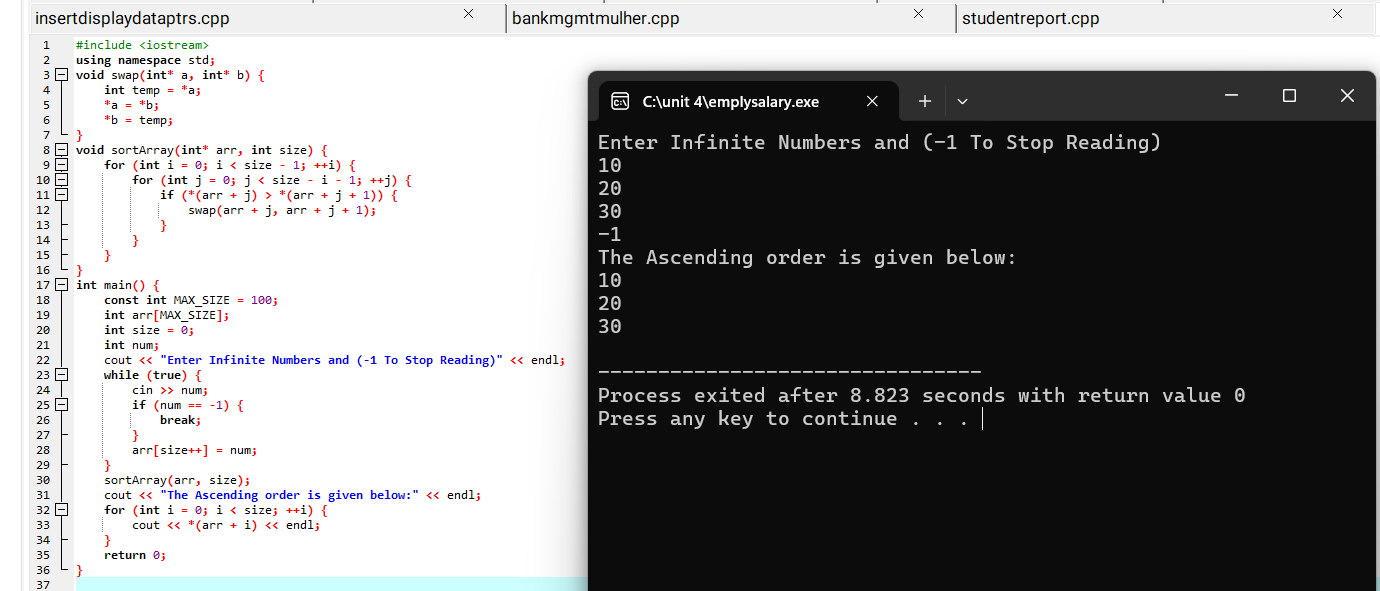 insertdisplaydataptrs.cpp
bankmgmtmulher.cpp
studentreport.cpp
1 #include <iostream>
2 using namespace std;
3 void swap(int* a, int* b) {
4     int temp = *a;
5     *a = *b;
6     *b = temp;
7 }
8 void sortArray(int* arr, int size) {
9     for (int i = 0; i < size - 1; ++i) {
10         for (int j = 0; j < size - i - 1; ++j) {
11             if (*(arr + j) > *(arr + j + 1)) {
12                 swap(arr + j, arr + j + 1);
13             }
14         }
15     }
16 }
17 int main() {
18     const int MAX_SIZE = 100;
19     int arr[MAX_SIZE];
20     int size = 0;
21     int num;
22     cout << "Enter Infinite Numbers and (-1 To Stop Reading)" << endl;
23     while (true) {
24         cin >> num;
25         if (num == -1) {
26             break;
27         }
28         arr[size++] = num;
29     }
30     sortArray(arr, size);
31     cout << "The Ascending order is given below:" << endl;
32     for (int i = 0; i < size; ++i) {
33         cout << *(arr + i) << endl;
34     }
35     return 0;
36 }
37
C:\unit 4\emplysalary.exe
Enter Infinite Numbers and (-1 To Stop Reading)
10
20
30
-1
The Ascending order is given below:
10
20
30
--------------------------------
Process exited after 8.823 seconds with return value 0
Press any key to continue . . .